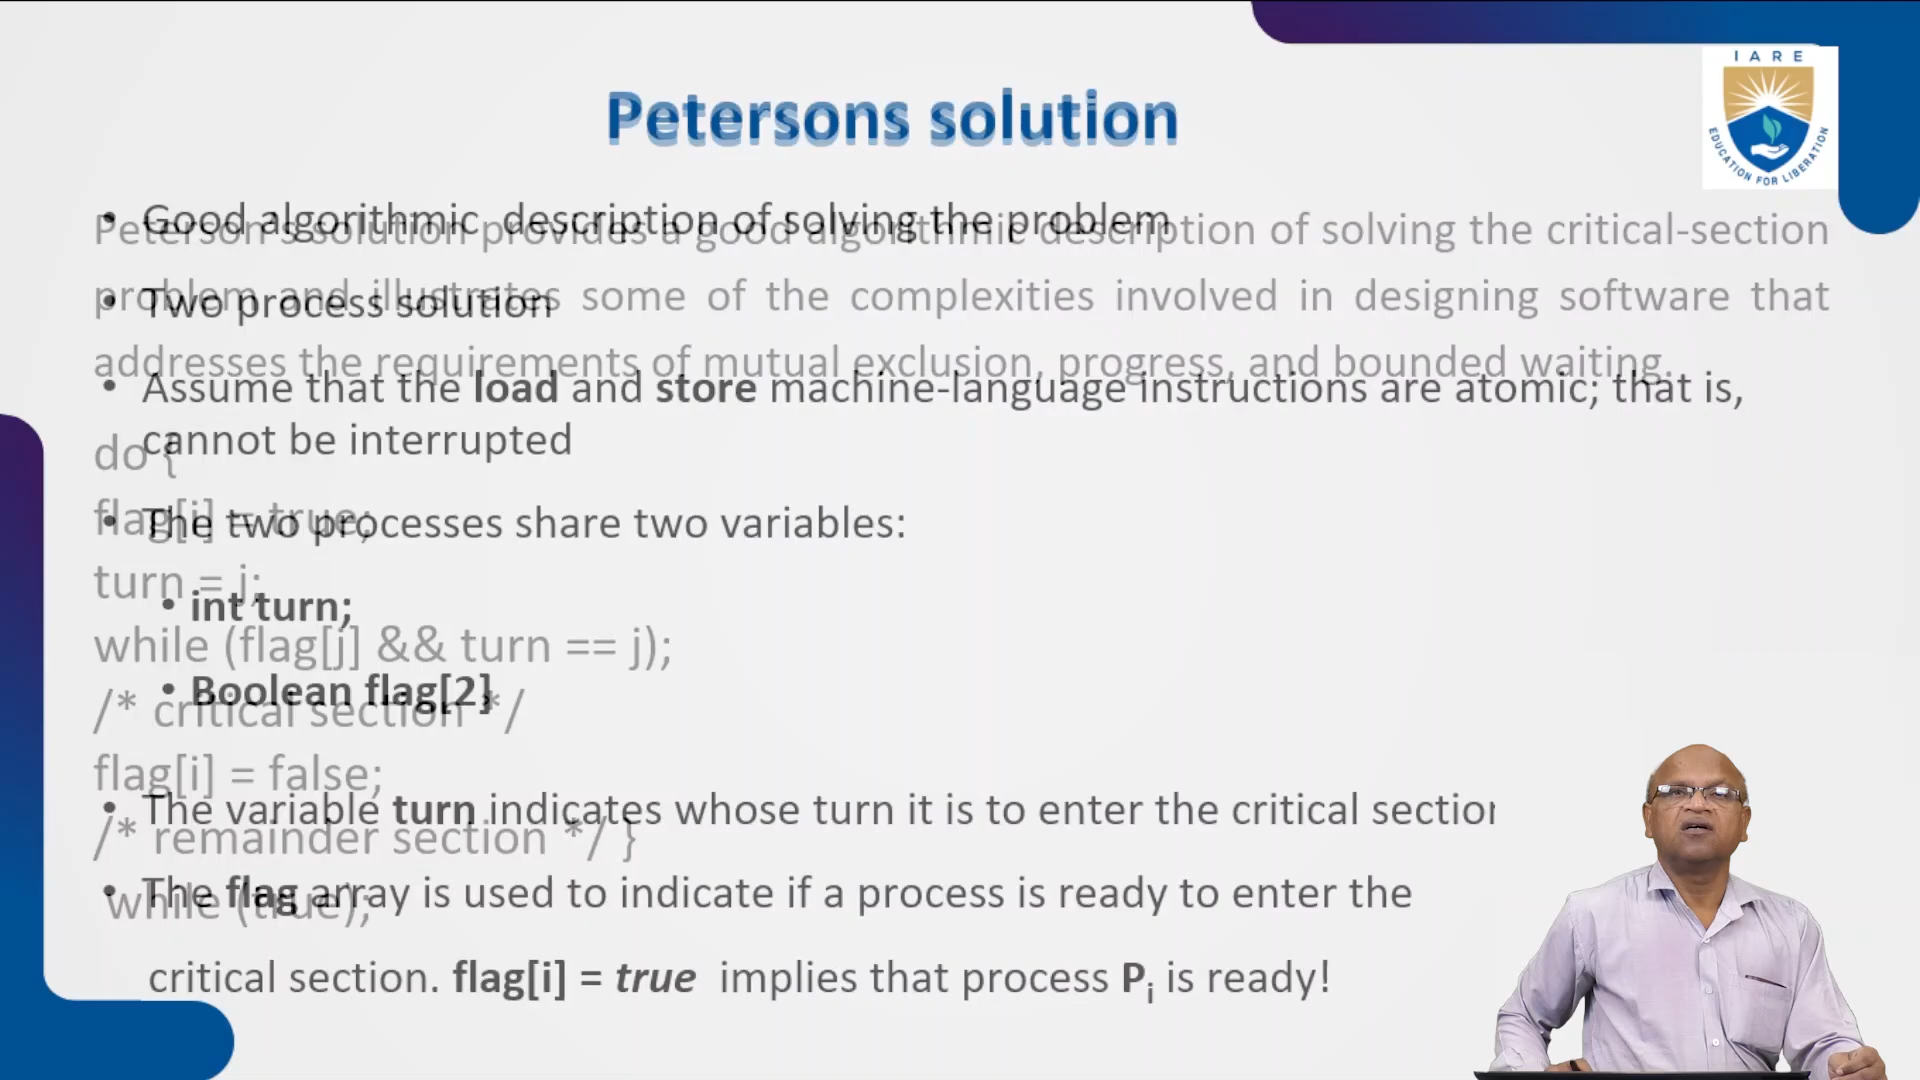 IARE
EDUCATION FOR LIBERATION
Petersons solution
• Good algorithmic description of solving the problem
• Two process solution
• Assume that the load and store machine-language instructions are atomic; that is,
cannot be interrupted
• The two processes share two variables:
• int turn;
• Boolean flag[2]
• The variable turn indicates whose turn it is to enter the critical section
• The flag array is used to indicate if a process is ready to enter the
critical section. flag[i] = true implies that process Pi is ready!
Peterson's solution provides a good algorithmic description of solving the critical-section
problem and illustrates some of the complexities involved in designing software that
addresses the requirements of mutual exclusion, progress, and bounded waiting.
do {
flag[i] = true;
turn = j;
while (flag[j] && turn == j);
/* critical section */
flag[i] = false;
/* remainder section */ }
while (true);